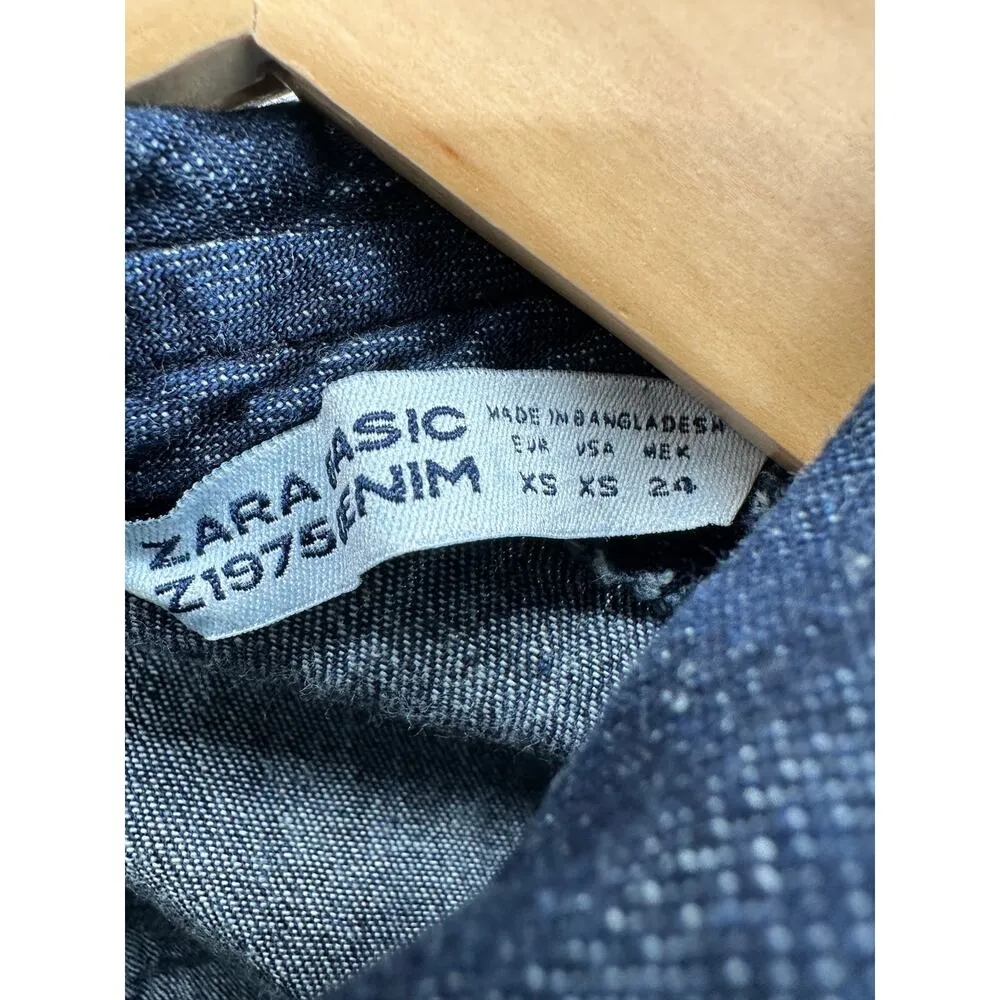 ZARA BASIC
Z1975 DENIM
MADE IN BANGLADESH
EUR USA MEX
XS XS 24